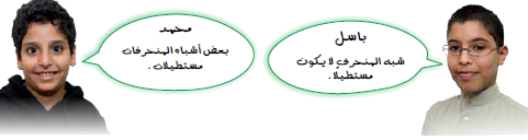 محمد
بعض أشباه المنحرفات
مستطيلات .
باسل
شبه المنحرف لا يكون
مستطيلاً .